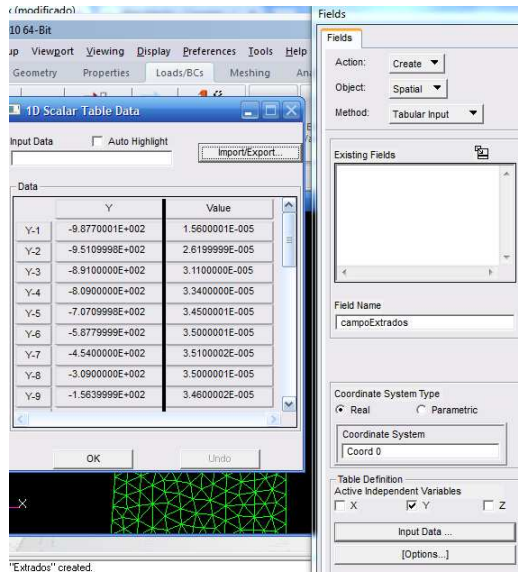 (modificado)
10 64-Bit
Viewport Viewing Display Preferences Tools Help
Geometry Properties Loads/BCs Meshing
1D Scalar Table Data
Input Data
Auto Highlight
Import/Export...
Data
Y Value
Y-1 -9.8770001E+002 1.5600001E-005
Y-2 -9.5109998E+002 2.6199999E-005
Y-3 -8.9100000E+002 3.1100000E-005
Y-4 -8.0900000E+002 3.3400000E-005
Y-5 -7.0709998E+002 3.4500001E-005
Y-6 -5.8779999E+002 3.5000001E-005
Y-7 -4.5400000E+002 3.5100002E-005
Y-8 -3.0900000E+002 3.5000001E-005
Y-9 -1.5639999E+002 3.4600002E-005
OK Undo
X
"Extrados" created.
Fields
Fields
Action: Create
Object: Spatial
Method: Tabular Input
Existing Fields
Field Name
campoExtrados
Coordinate System Type
Real Parametric
Coordinate System
Coord 0
Table Definition
Active Independent Variables
X Y Z
Input Data ...
[Options...]